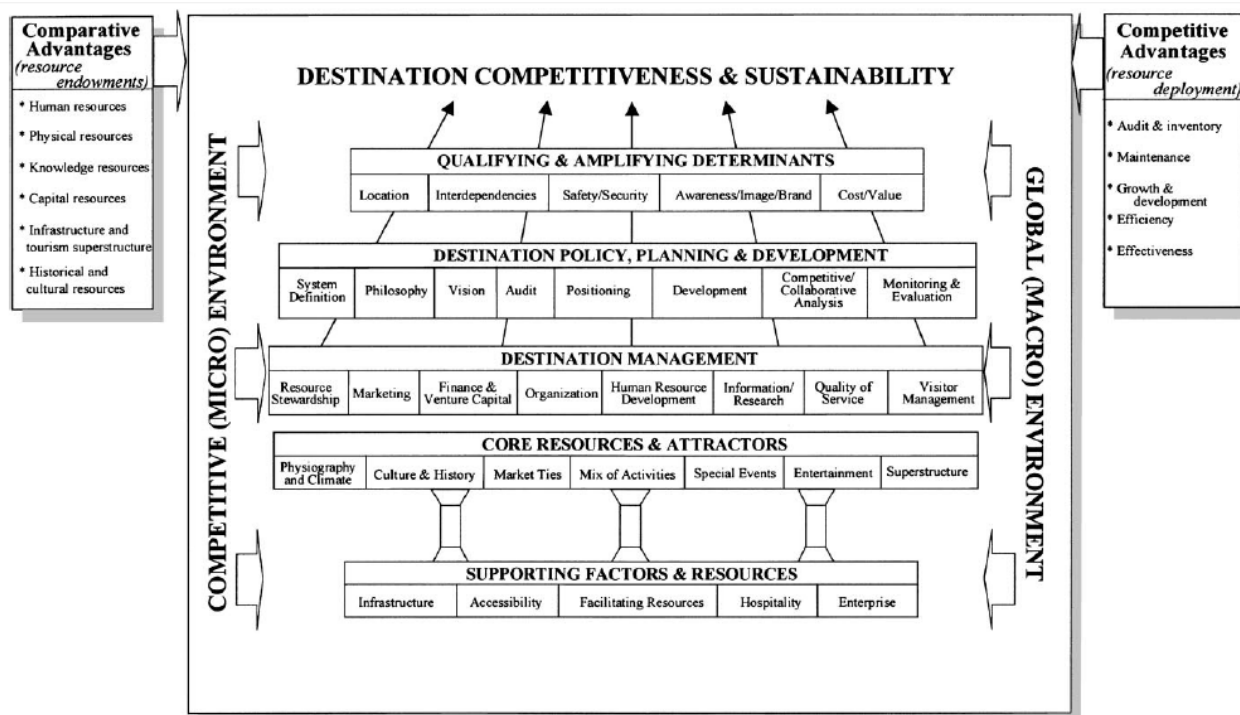 Comparative
Advantages
(resource
endowments)
* Human resources
* Physical resources
* Knowledge resources
* Capital resources
* Infrastructure and
tourism superstructure
* Historical and
cultural resources
DESTINATION COMPETITIVENESS & SUSTAINABILITY
COMPETITIVE (MICRO) ENVIRONMENT
QUALIFYING & AMPLIFYING DETERMINANTS
Location
Interdependencies
Safety/Security
Awareness/Image/Brand
Cost/Value
DESTINATION POLICY, PLANNING & DEVELOPMENT
System
Definition
Philosophy
Vision
Audit
Positioning
Development
Competitive/
Collaborative
Analysis
Monitoring &
Evaluation
DESTINATION MANAGEMENT
Resource
Stewardship
Marketing
Finance &
Venture Capital
Organization
Human Resource
Development
Information/
Research
Quality of
Service
Visitor
Management
CORE RESOURCES & ATTRACTORS
Physiography
and Climate
Culture & History
Market Ties
Mix of Activities
Special Events
Entertainment
Superstructure
SUPPORTING FACTORS & RESOURCES
Infrastructure
Accessibility
Facilitating Resources
Hospitality
Enterprise
GLOBAL (MACRO) ENVIRONMENT
Competitive
Advantages
(resource
deployment)
* Audit & inventory
* Maintenance
* Growth &
development
* Efficiency
* Effectiveness